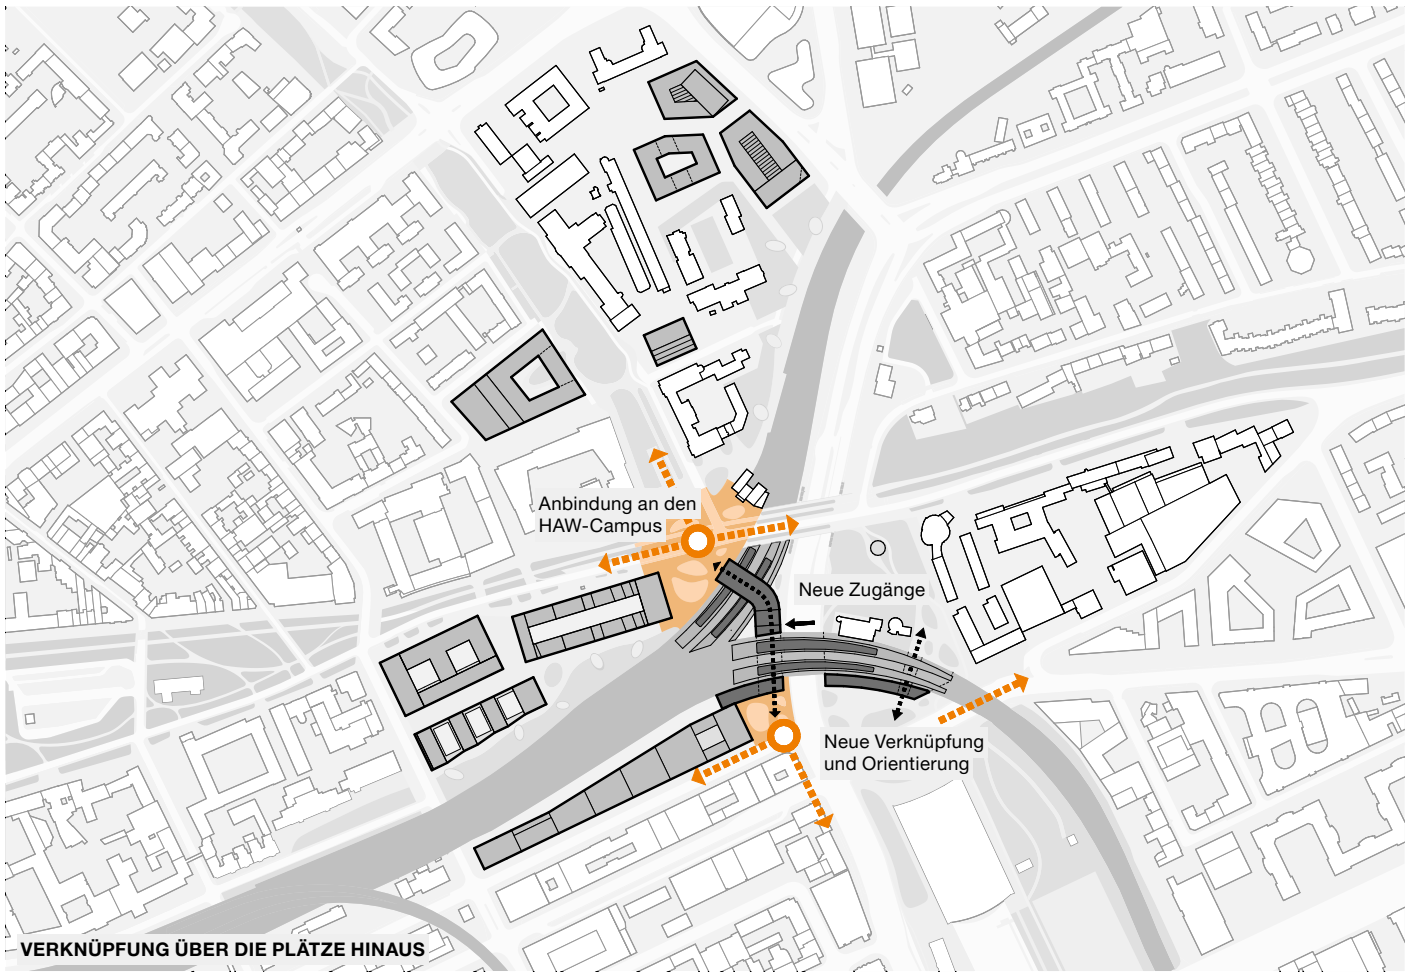 Anbindung an den
HAW-Campus
Neue Zugänge
Neue Verknüpfung
und Orientierung
VERKNÜPFUNG ÜBER DIE PLÄTZE HINAUS